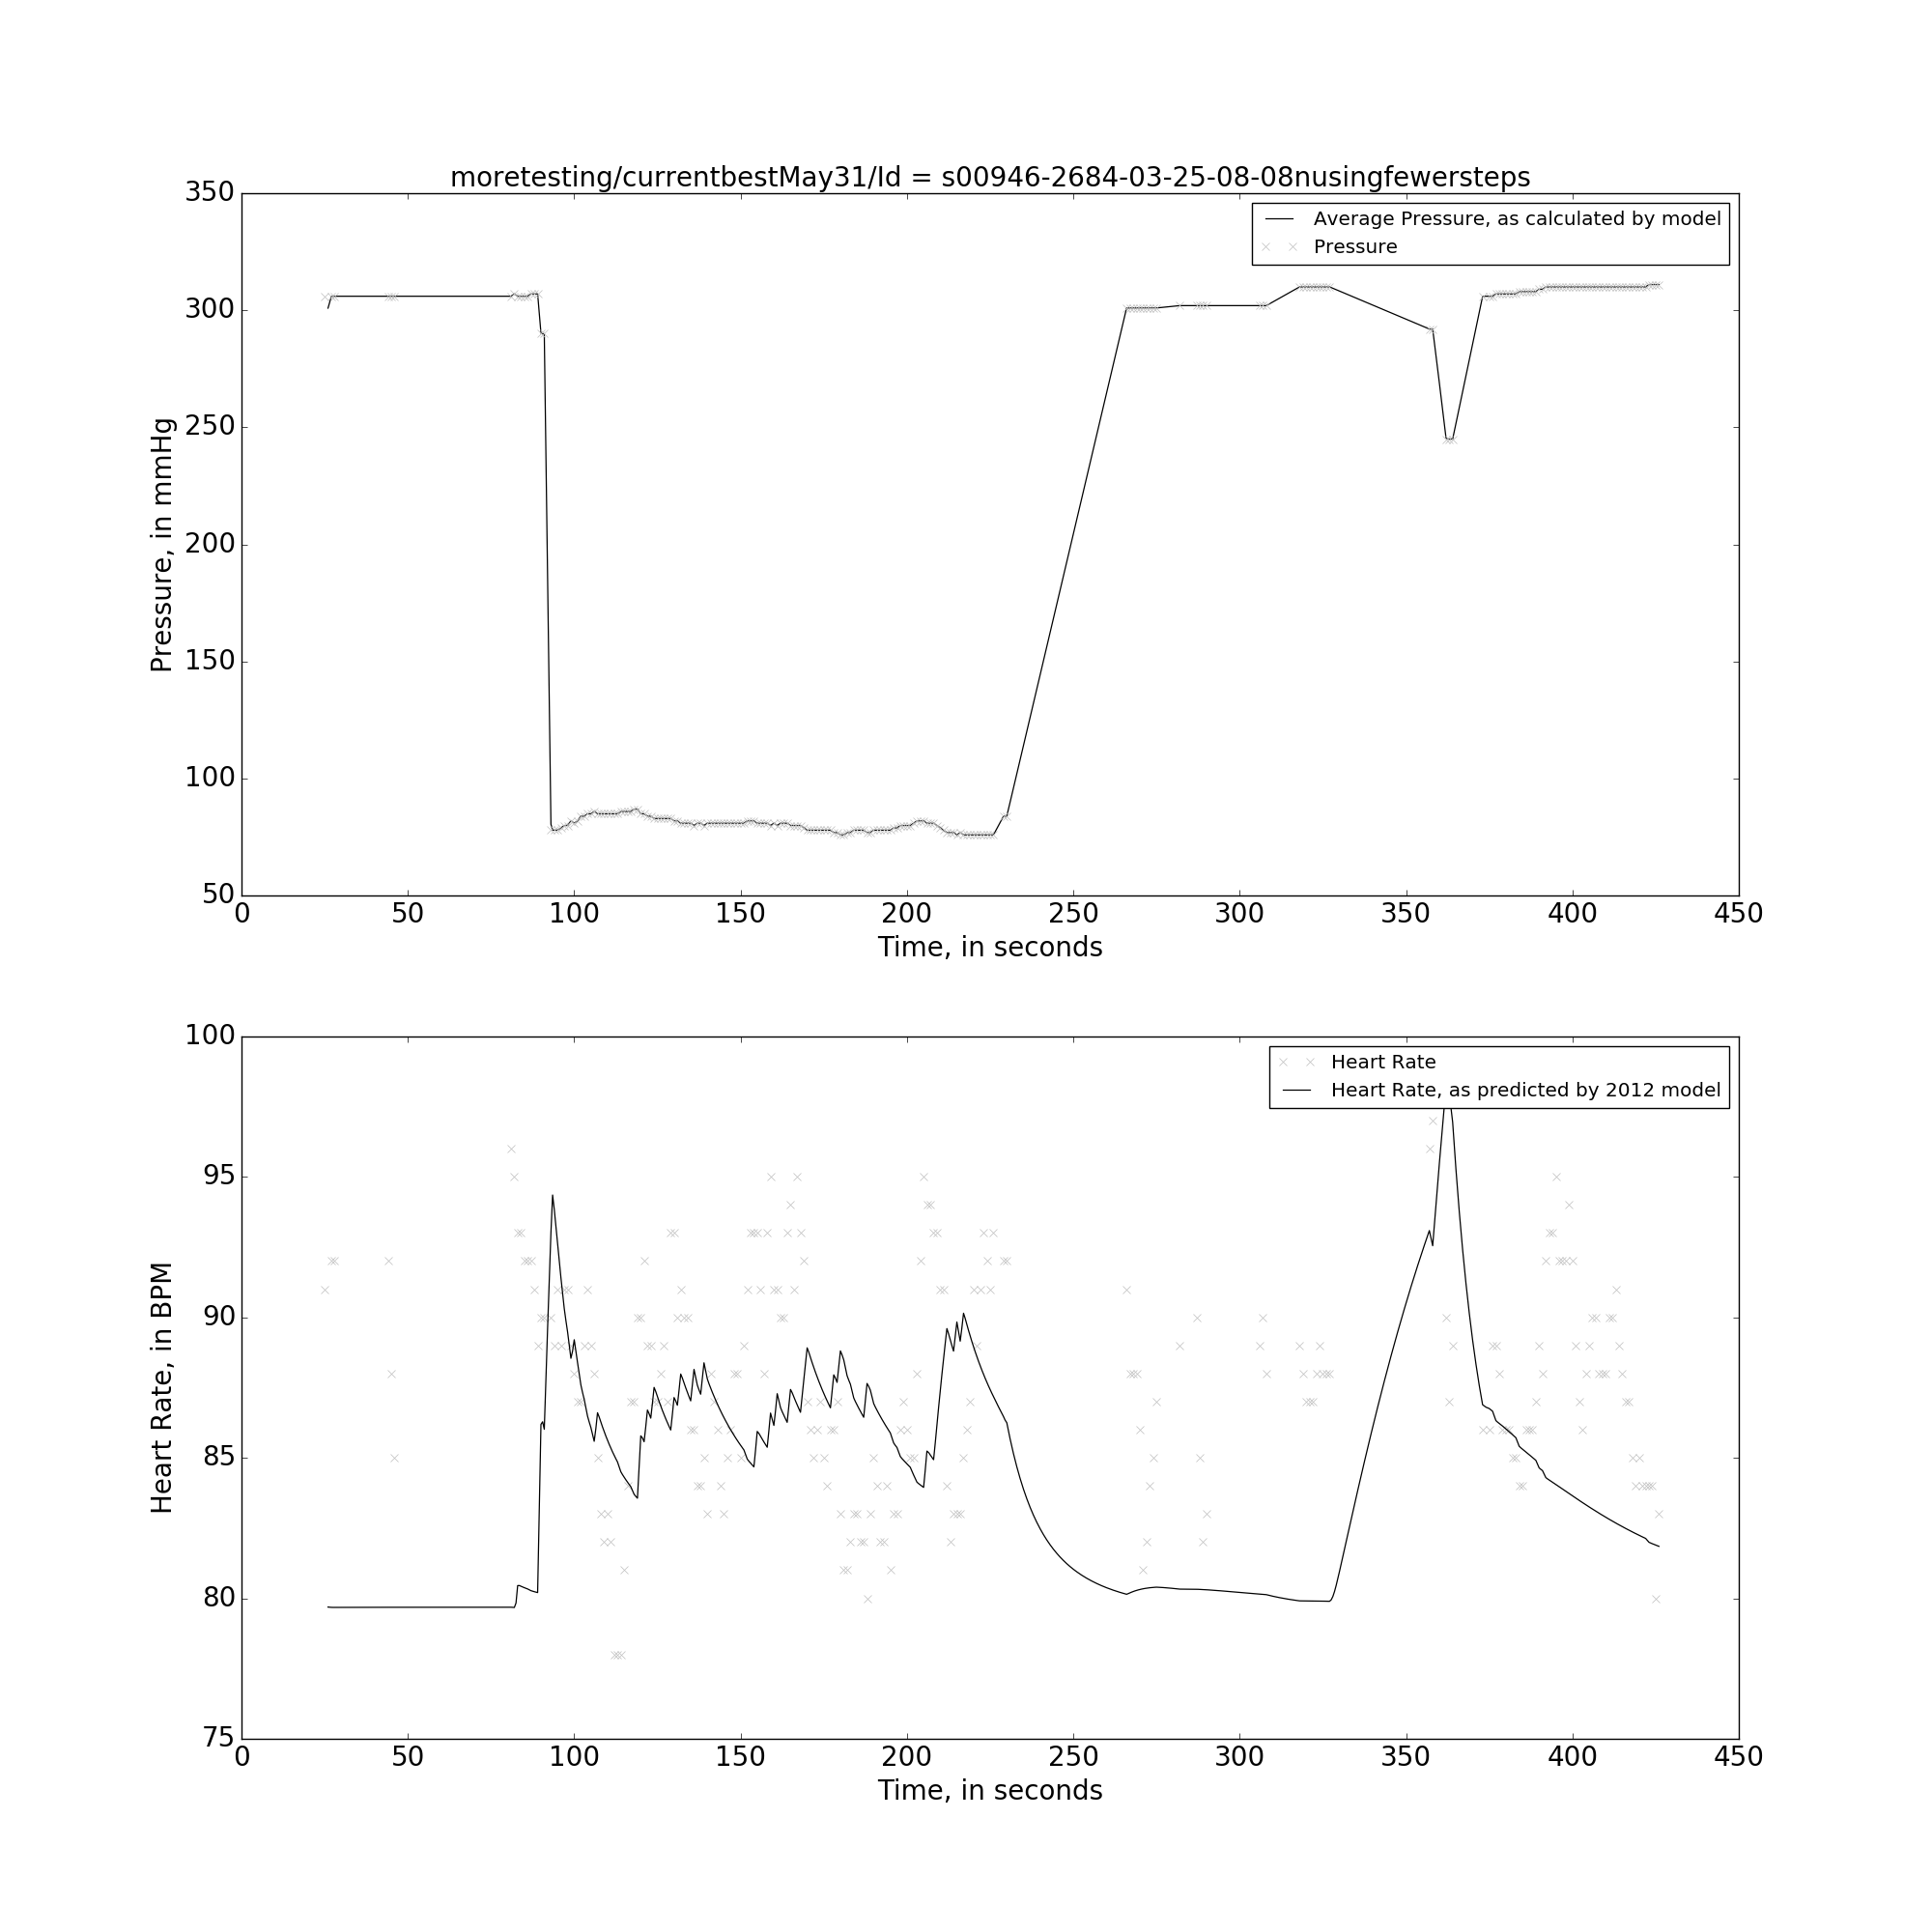 moretesting/currentbestMay31/Id = s00946-2684-03-25-08-08nusingfewersteps
Average Pressure, as calculated by model
Pressure
350
300
250
200
150
100
50
Pressure, in mmHg
0 50 100 150 200 250 300 350 400 450
Time, in seconds
Heart Rate
Heart Rate, as predicted by 2012 model
100
95
90
85
80
75
Heart Rate, in BPM
0 50 100 150 200 250 300 350 400 450
Time, in seconds